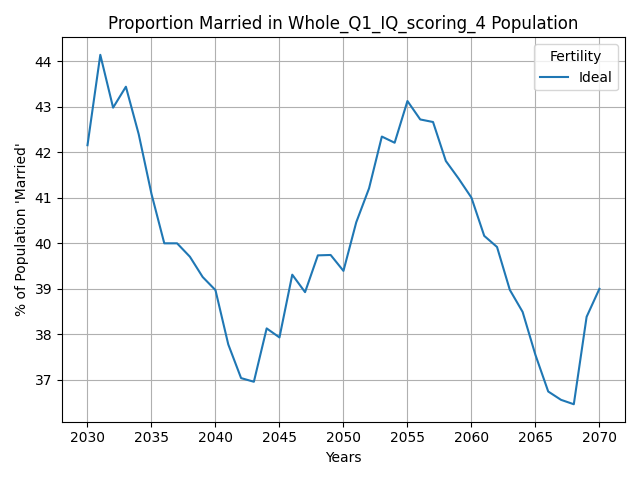 Proportion Married in Whole_Q1_IQ_scoring_4 Population
Fertility
Ideal
% of Population 'Married'
44
43
42
41
40
39
38
37
2030 2035 2040 2045 2050 2055 2060 2065 2070
Years